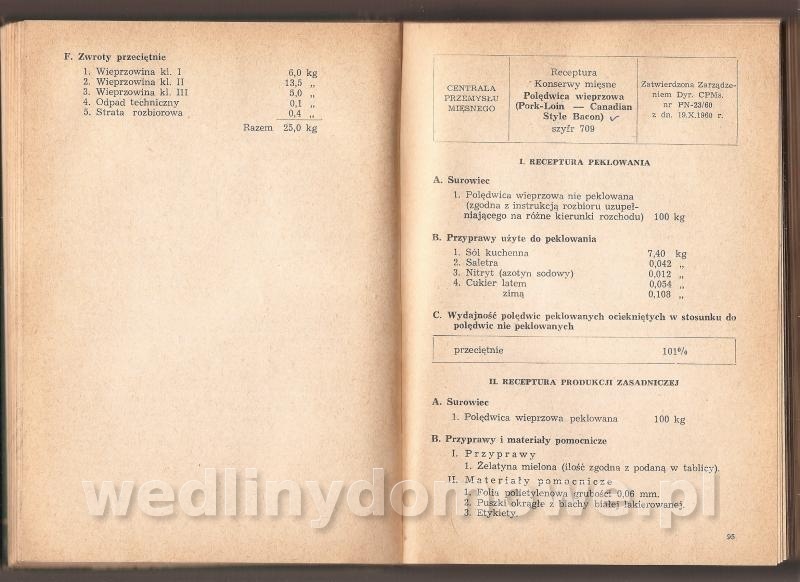 F. Zwroty przeciętnie
1. Wieprzowina kl. I 6,0 kg
2. Wieprzowina kl. II 13,5 „
3. Wieprzowina kl. III 5,0 „
4. Odpad techniczny 0,1 „
5. Strata rozbiorowa 0,4 „
Razem 25,0 kg
CENTRALA
PRZEMYSŁU
MIĘSNEGO
Receptura
Konserwy mięsne
Polędwica wieprzowa
(Pork-Loin — Canadian
Style Bacon)
szyfr 709
Zatwierdzona Zarządze-
niem Dyr. CPMs.
nr PN-23/60
z dn. 19.X.1960 r.
I. RECEPTURA PEKLOWANIA
A. Surowiec
1. Polędwica wieprzowa nie peklowana
(zgodna z instrukcją rozbioru uzupeł-
niającego na różne kierunki rozchodu) 100 kg
B. Przyprawy użyte do peklowania
1. Sól kuchenna 7,40 kg
2. Saletra 0,042 „
3. Nitryt (azotyn sodowy) 0,012 „
4. Cukier latem 0,054 „
zimą 0,108 „
C. Wydajność polędwic peklowanych ociekniętych w stosunku do
polędwic nie peklowanych
przeciętnie 101%
II. RECEPTURA PRODUKCJI ZASADNICZEJ
A. Surowiec
1. Polędwica wieprzowa peklowana 100 kg
B. Przyprawy i materiały pomocnicze
I. Przyprawy
1. Żelatyna mielona (ilość zgodna z podaną w tablicy).
II. Materiały pomocnicze
1. Folia polietylenowa grubości 0,06 mm.
2. Puszki okrągłe z blachy białej lakierowanej.
3. Etykiety.
wedlinydomowe.pl
95